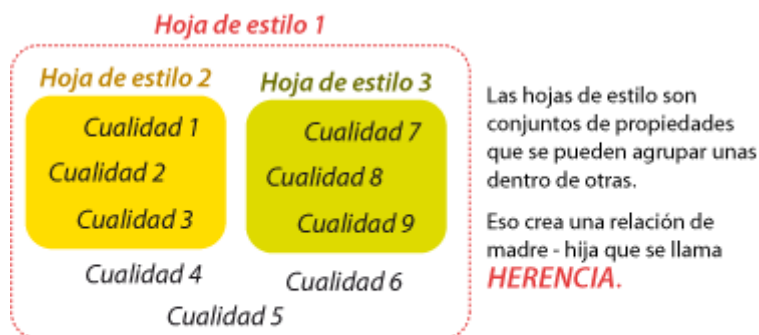 Hoja de estilo 1
Hoja de estilo 2
Cualidad 1
Cualidad 2
Cualidad 3
Hoja de estilo 3
Cualidad 7
Cualidad 8
Cualidad 9
Cualidad 4
Cualidad 6
Cualidad 5
Las hojas de estilo son
conjuntos de propiedades
que se pueden agrupar unas
dentro de otras.
Eso crea una relación de
madre - hija que se llama
HERENCIA.